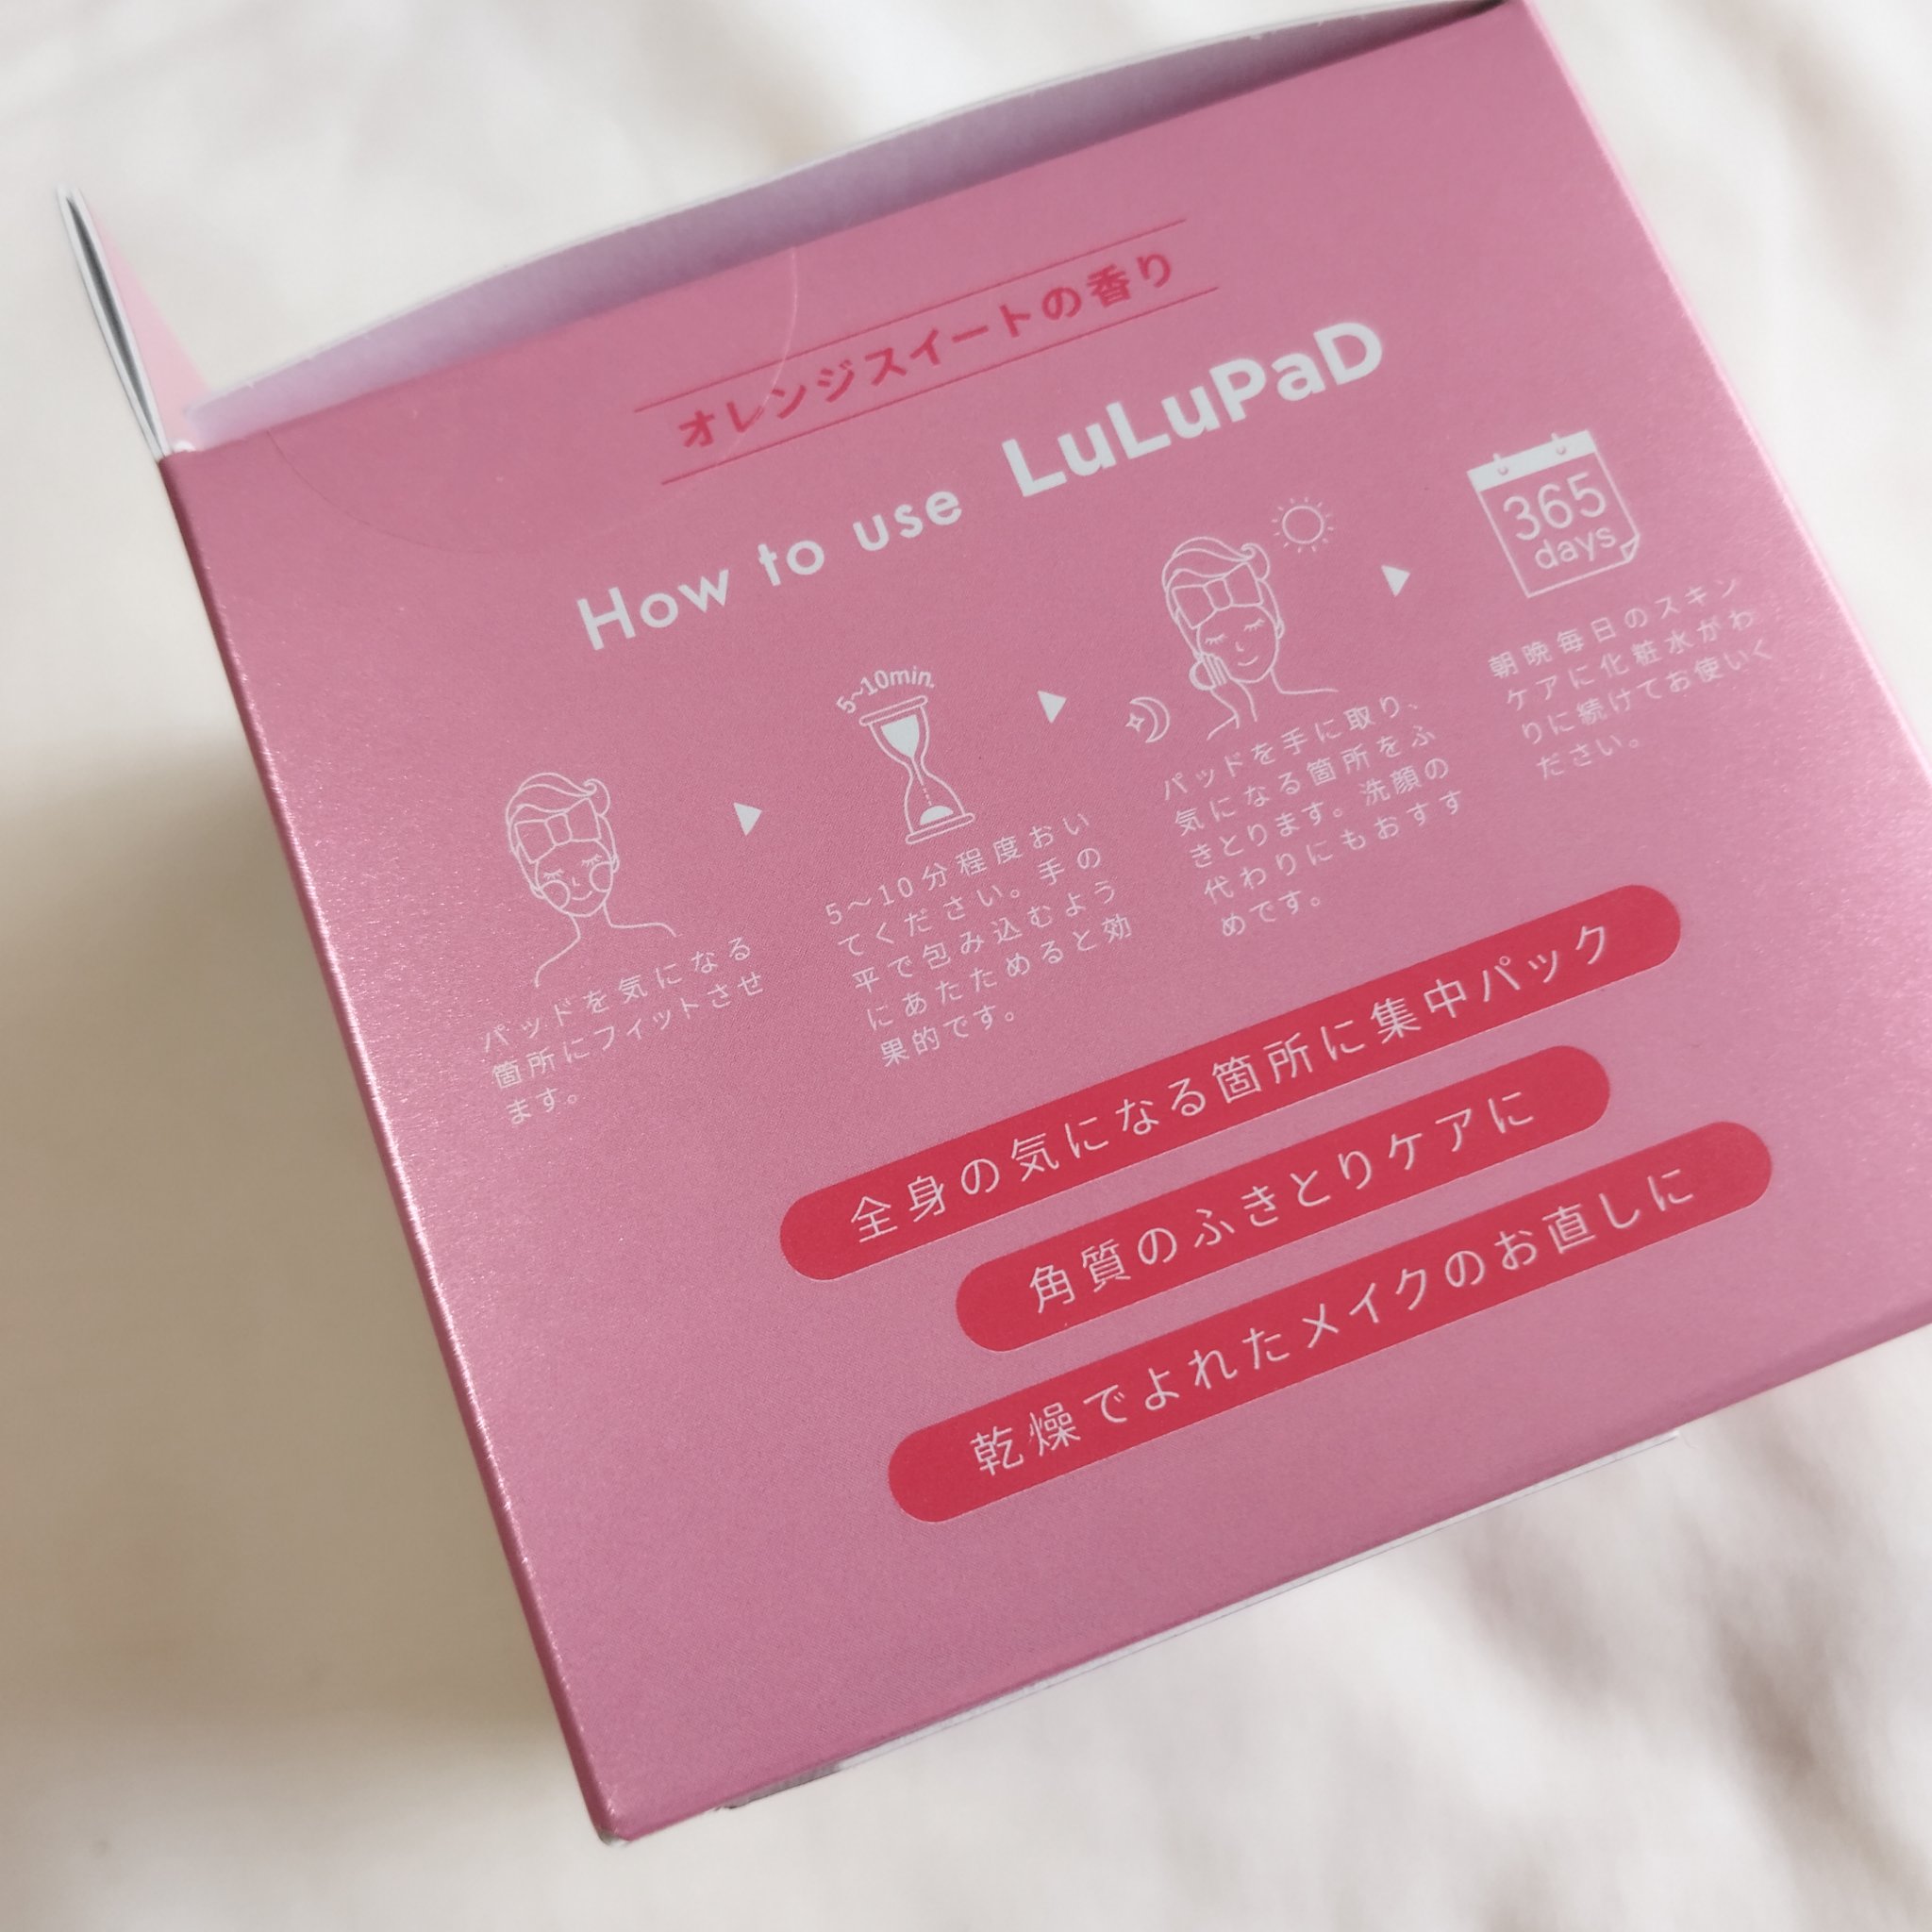 オレンジスイートの香り
How to use LuLuPaD
パッドを気になる
箇所にフィットさせ
ます。
5~10min.
5〜10分程度おい
てください。手の
平で包み込むよう
にあたためると効
果的です。
パッドを手に取り、
気になる箇所をふ
きとります。洗顔の
代わりにもおすす
めです。
365
days
朝晩毎日のスキン
ケアに化粧水がわ
りに続けてお使いく
ださい。
全身の気になる箇所に集中パック
角質のふきとりケアに
乾燥でよれたメイクのお直しに